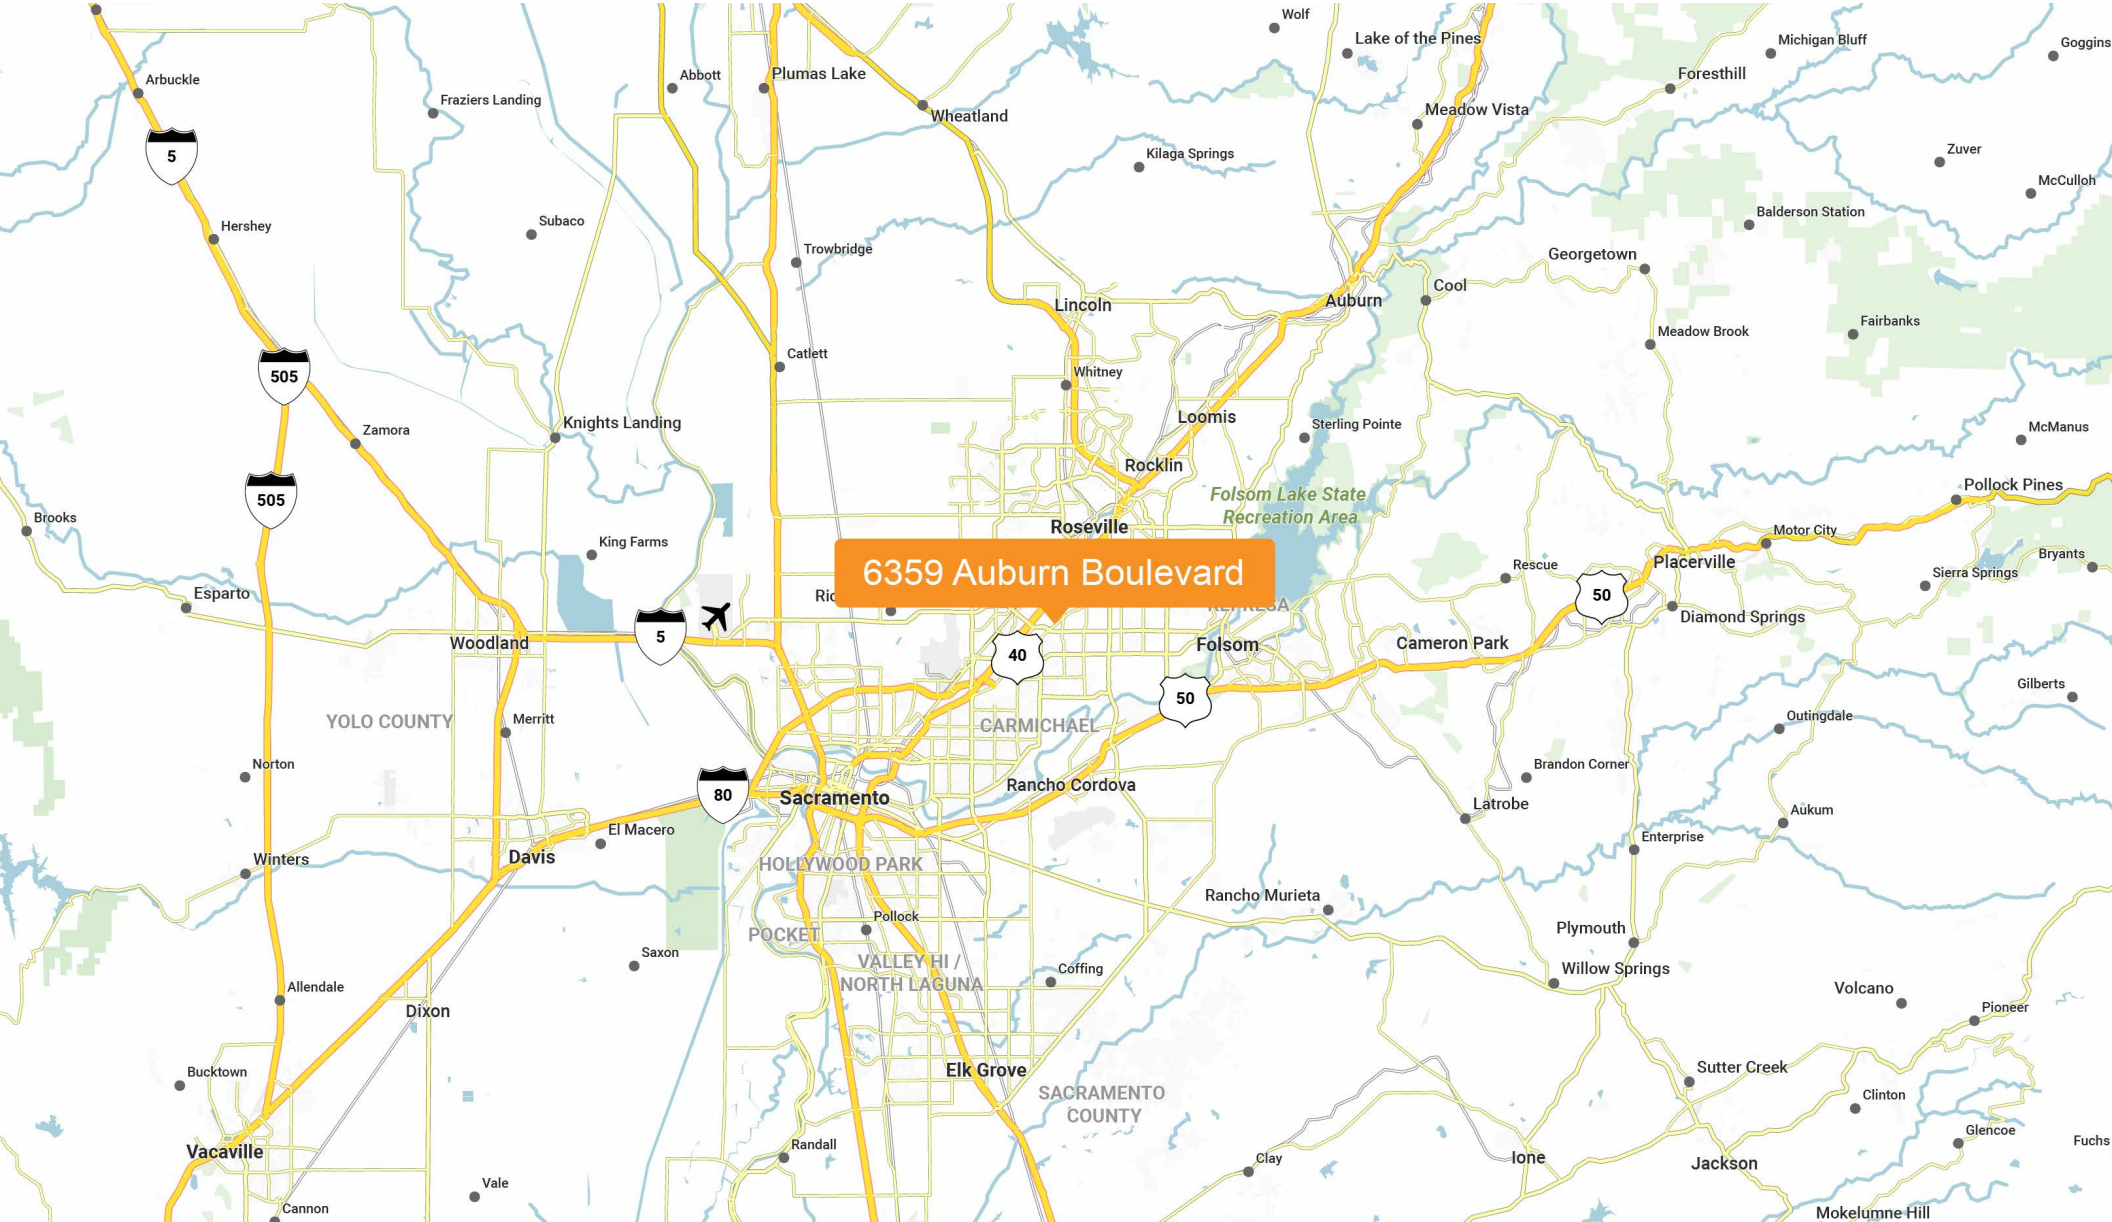 Wolf
Lake of the Pines
Michigan Bluff
Goggins
Arbuckle
Abbott
Plumas Lake
Foresthill
Fraziers Landing
Wheatland
Meadow Vista
5
Kilaga Springs
Zuver
McCulloh
Hershey
Subaco
Balderson Station
Trowbridge
Georgetown
Cool
Lincoln
Auburn
Fairbanks
Meadow Brook
Catlett
505
Whitney
Knights Landing
Loomis
Sterling Pointe
Zamora
McManus
Rocklin
505
Folsom Lake State
Recreation Area
Pollock Pines
Brooks
Roseville
Motor City
King Farms
6359 Auburn Boulevard
Bryants
Placerville
Rescue
Sierra Springs
Esparto
50
Diamond Springs
Woodland
5
Folsom
Cameron Park
40
50
Gilberts
YOLO COUNTY
Merritt
CARMICHAEL
Outingdale
Norton
Brandon Corner
80
Sacramento
Rancho Cordova
Latrobe
Aukum
El Macero
Enterprise
Winters
Davis
HOLLYWOOD PARK
Rancho Murieta
Pollock
Plymouth
POCKET
Saxon
VALLEY HI /
NORTH LAGUNA
Coffing
Willow Springs
Allendale
Volcano
Dixon
Pioneer
Bucktown
Elk Grove
Sutter Creek
SACRAMENTO
COUNTY
Clinton
Vacaville
Randall
Glencoe
Fuchs
Clay
Ione
Jackson
Vale
Cannon
Mokelumne Hill